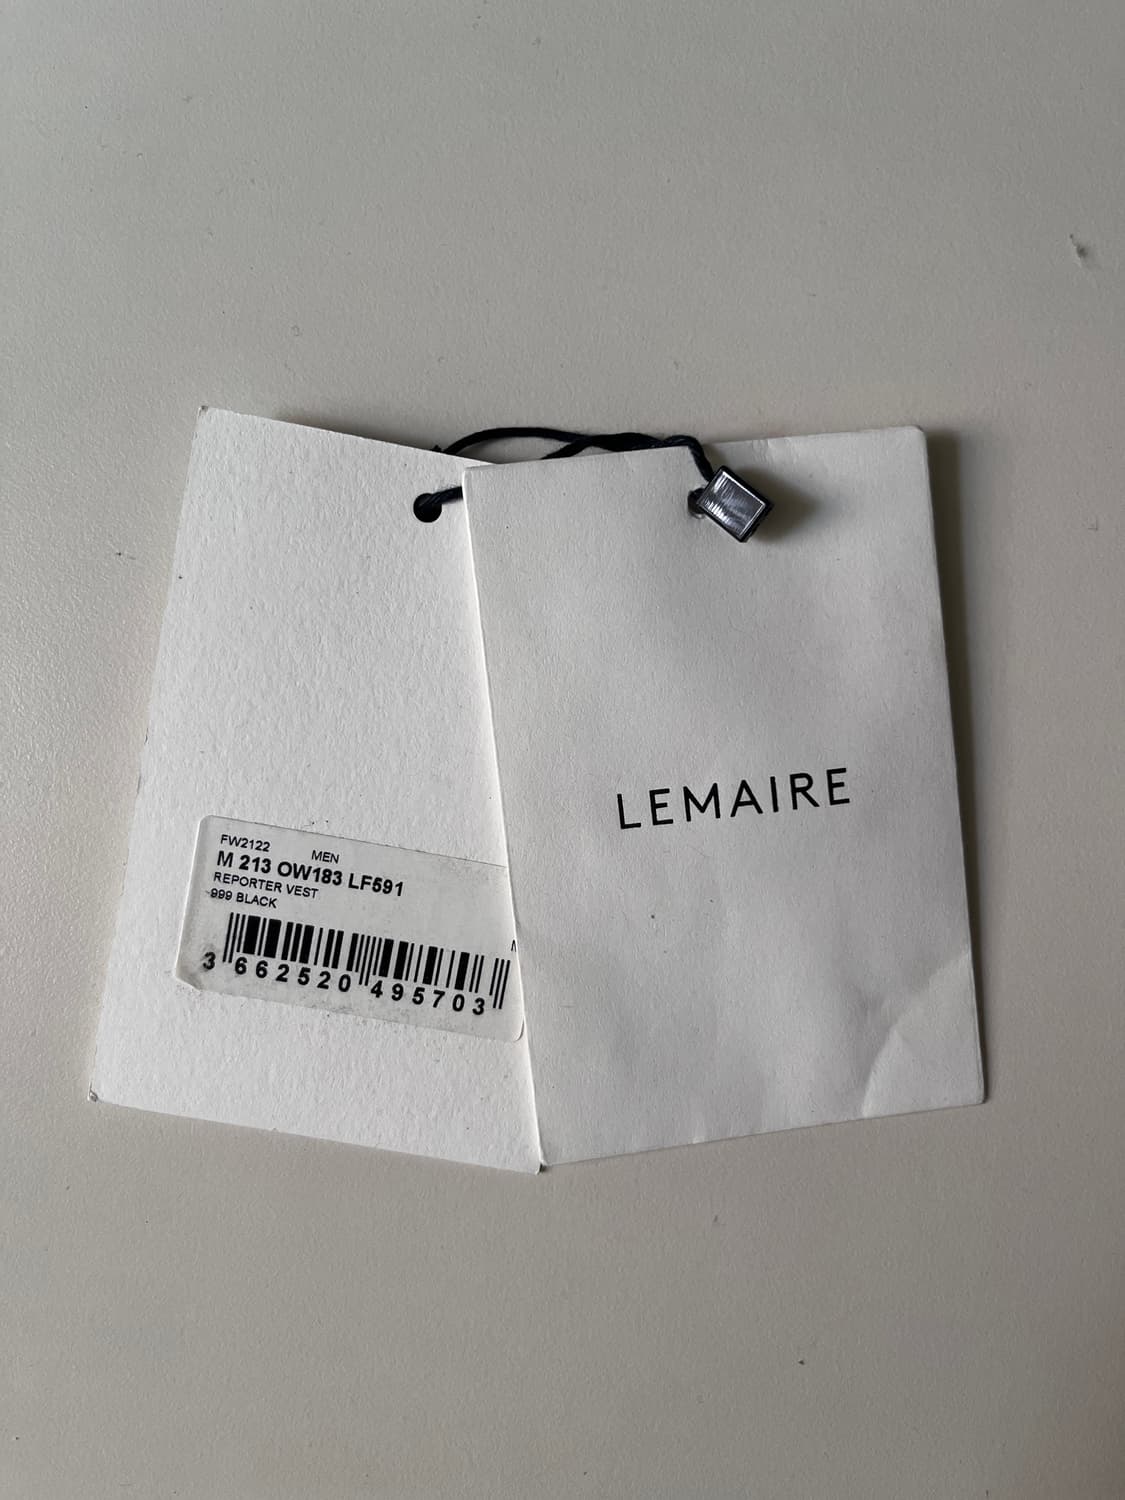 FW2122 MEN
M 213 OW183 LF591
REPORTER VEST
999 BLACK
3 662520 495703
LEMAIRE